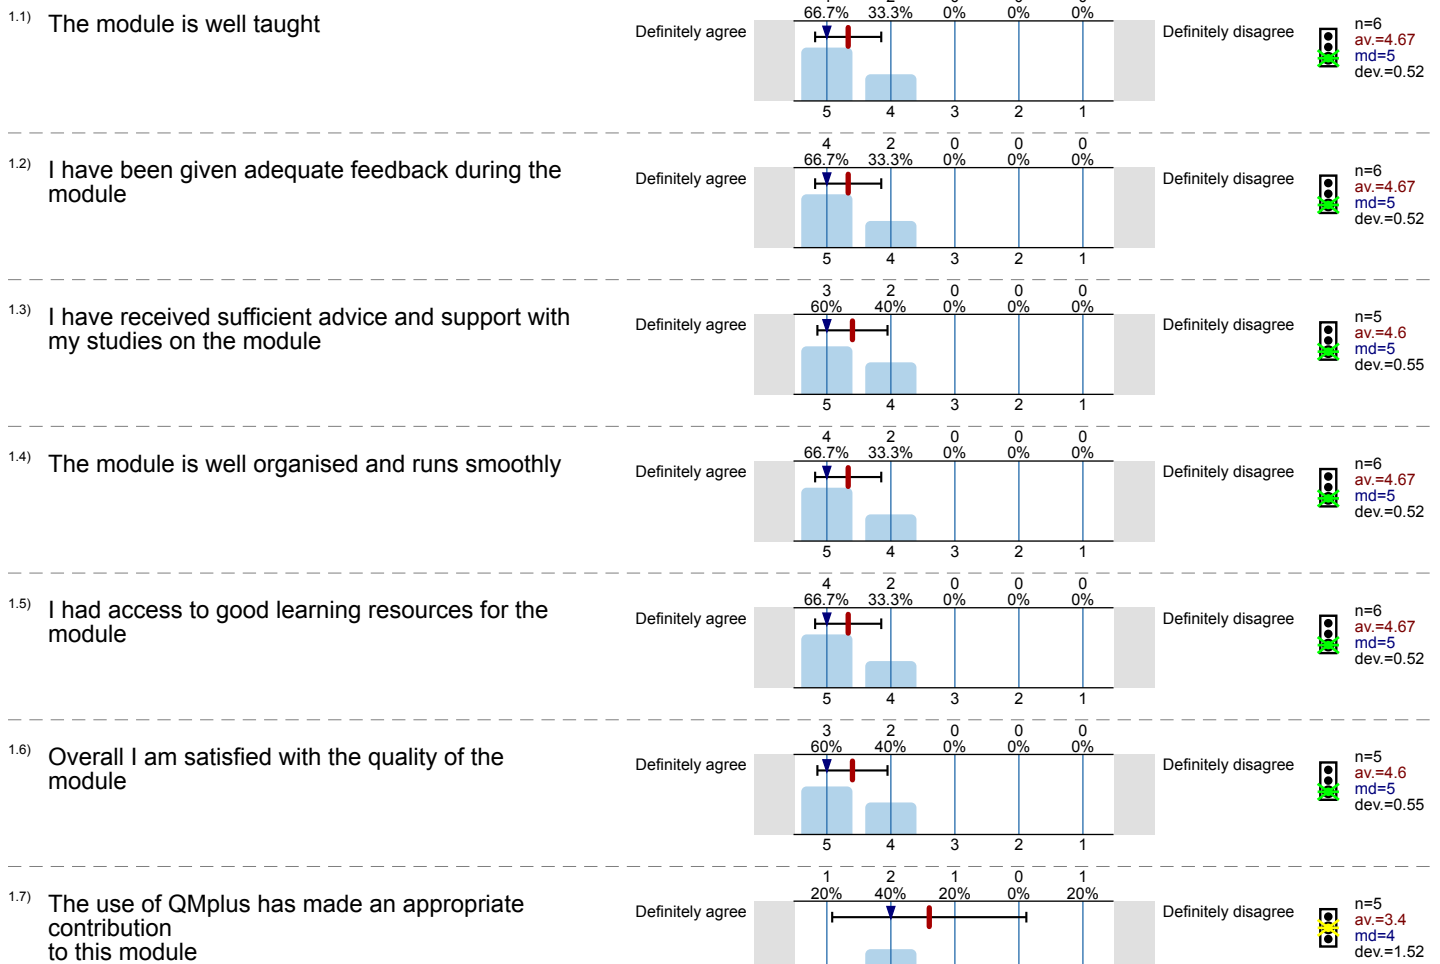 4 2 0 0 0
1.1) The module is well taught Definitely agree 66.7% 33.3% 0% 0% 0% Definitely disagree n=6
av.=4.67
md=5
dev.=0.52
5 4 3 2 1
4 2 0 0 0
1.2) I have been given adequate feedback during the Definitely agree 66.7% 33.3% 0% 0% 0% Definitely disagree n=6
module av.=4.67
md=5
dev.=0.52
5 4 3 2 1
3 2 0 0 0
1.3) I have received sufficient advice and support with Definitely agree 60% 40% 0% 0% 0% Definitely disagree n=5
my studies on the module av.=4.6
md=5
dev.=0.55
5 4 3 2 1
4 2 0 0 0
1.4) The module is well organised and runs smoothly Definitely agree 66.7% 33.3% 0% 0% 0% Definitely disagree n=6
av.=4.67
md=5
dev.=0.52
5 4 3 2 1
4 2 0 0 0
1.5) I had access to good learning resources for the Definitely agree 66.7% 33.3% 0% 0% 0% Definitely disagree n=6
module av.=4.67
md=5
dev.=0.52
5 4 3 2 1
3 2 0 0 0
1.6) Overall I am satisfied with the quality of the Definitely agree 60% 40% 0% 0% 0% Definitely disagree n=5
module av.=4.6
md=5
dev.=0.55
5 4 3 2 1
1 2 1 0 1
1.7) The use of QMplus has made an appropriate Definitely agree 20% 40% 20% 0% 20% Definitely disagree n=5
contribution av.=3.4
to this module md=4
dev.=1.52